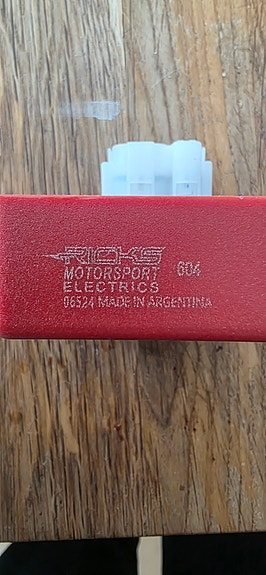 RICKS
MOTORSPORT 604
ELECTRICS
06524 MADE IN ARGENTINA